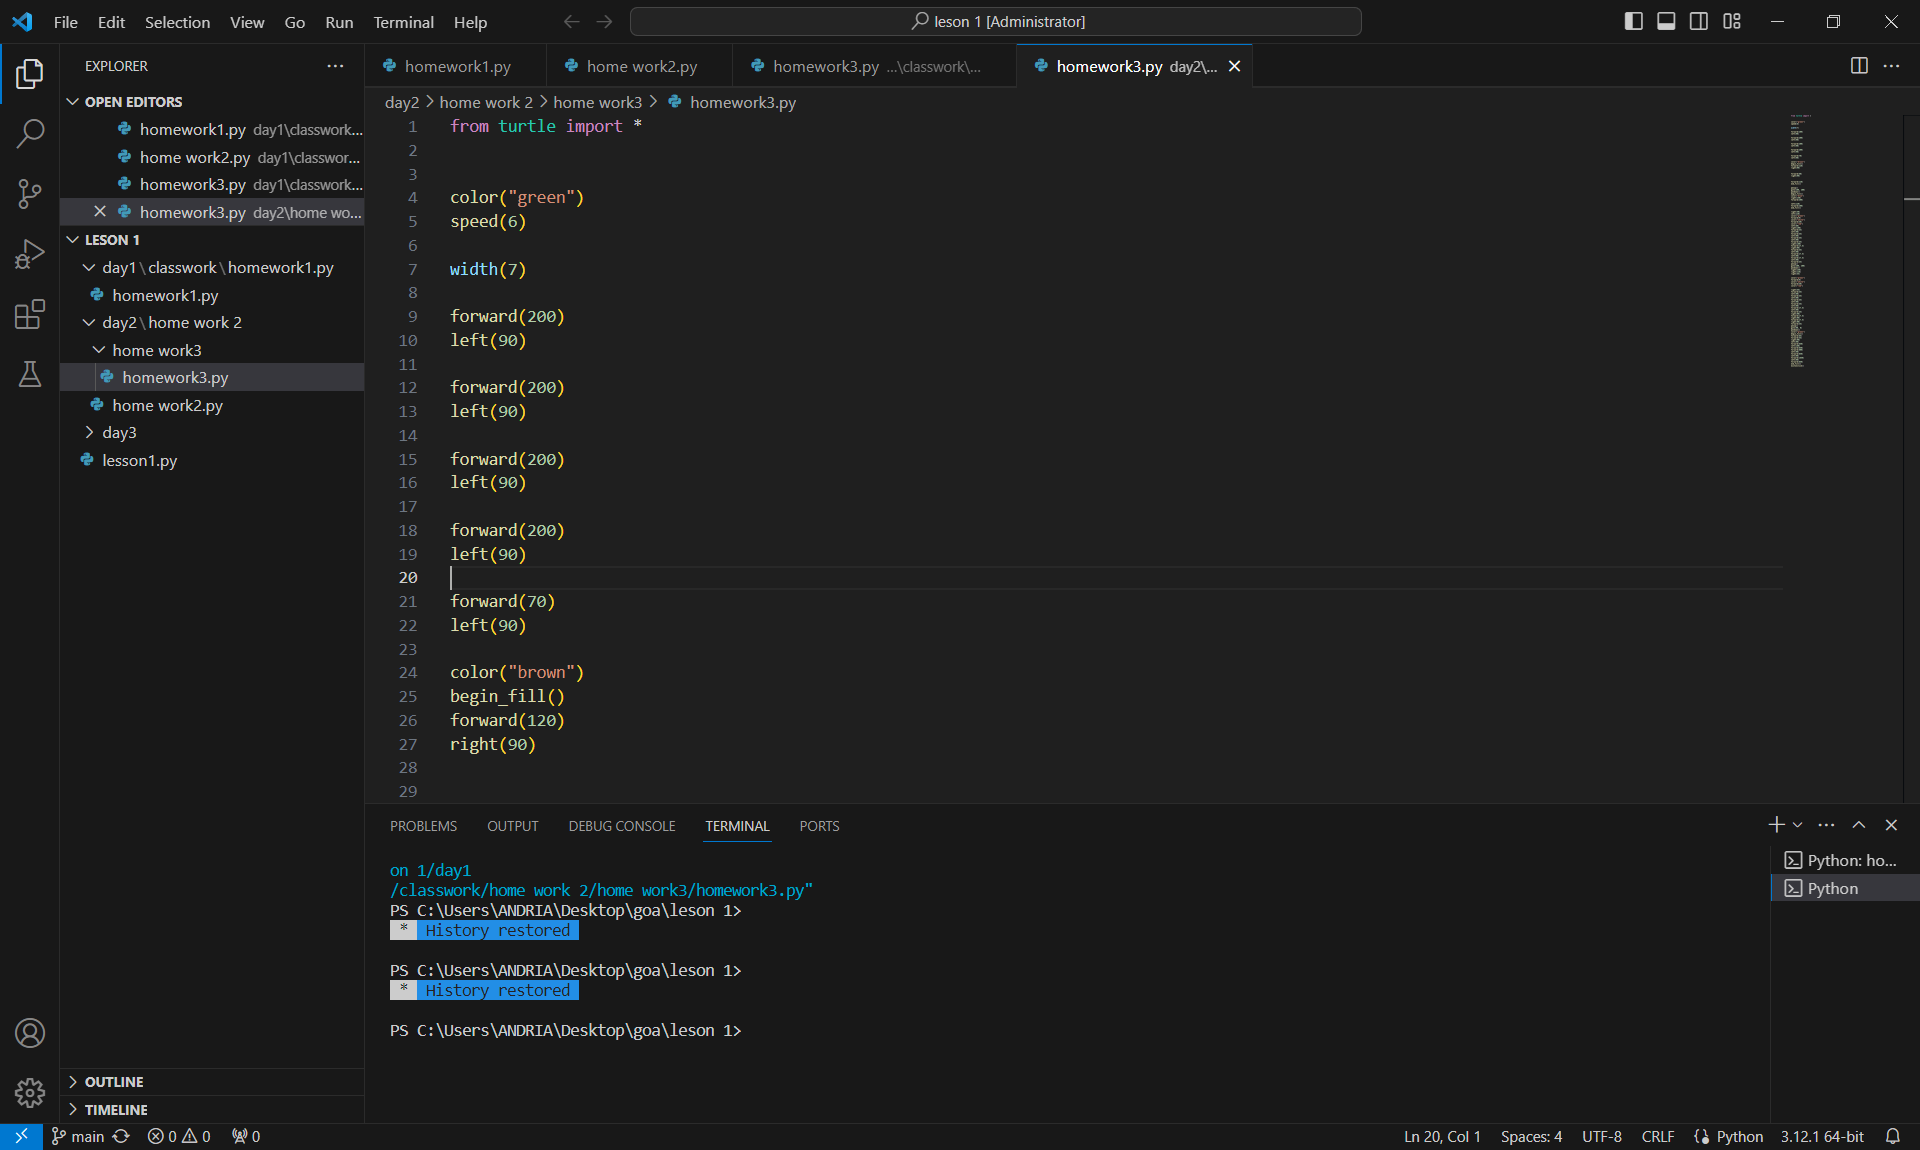 File Edit Selection View Go Run Terminal Help
leson 1 [Administrator]
EXPLORER
OPEN EDITORS
homework1.py day1\classwork...
home work2.py day1\classwor...
homework3.py day1\classwork...
homework3.py day2\home wo...
LESON 1
day1\classwork\homework1.py
homework1.py
day2\home work 2
home work3
homework3.py
home work2.py
day3
lesson1.py
OUTLINE
TIMELINE
homework1.py
home work2.py
homework3.py ...\classwork\...
homework3.py day2\...
day2 > home work 2 > home work3 > homework3.py
1 from turtle import *
2
3
4 color("green")
5 speed(6)
6
7 width(7)
8
9 forward(200)
10 left(90)
11
12 forward(200)
13 left(90)
14
15 forward(200)
16 left(90)
17
18 forward(200)
19 left(90)
20
21 forward(70)
22 left(90)
23
24 color("brown")
25 begin_fill()
26 forward(120)
27 right(90)
28
29
PROBLEMS OUTPUT DEBUG CONSOLE TERMINAL PORTS
on 1/day1
/classwork/home work 2/home work3/homework3.py"
PS C:\Users\ANDRIA\Desktop\goa\leson 1>
* History restored
PS C:\Users\ANDRIA\Desktop\goa\leson 1>
* History restored
PS C:\Users\ANDRIA\Desktop\goa\leson 1>
Python: ho...
Python
main 0 0 0
Ln 20, Col 1 Spaces: 4 UTF-8 CRLF Python 3.12.1 64-bit